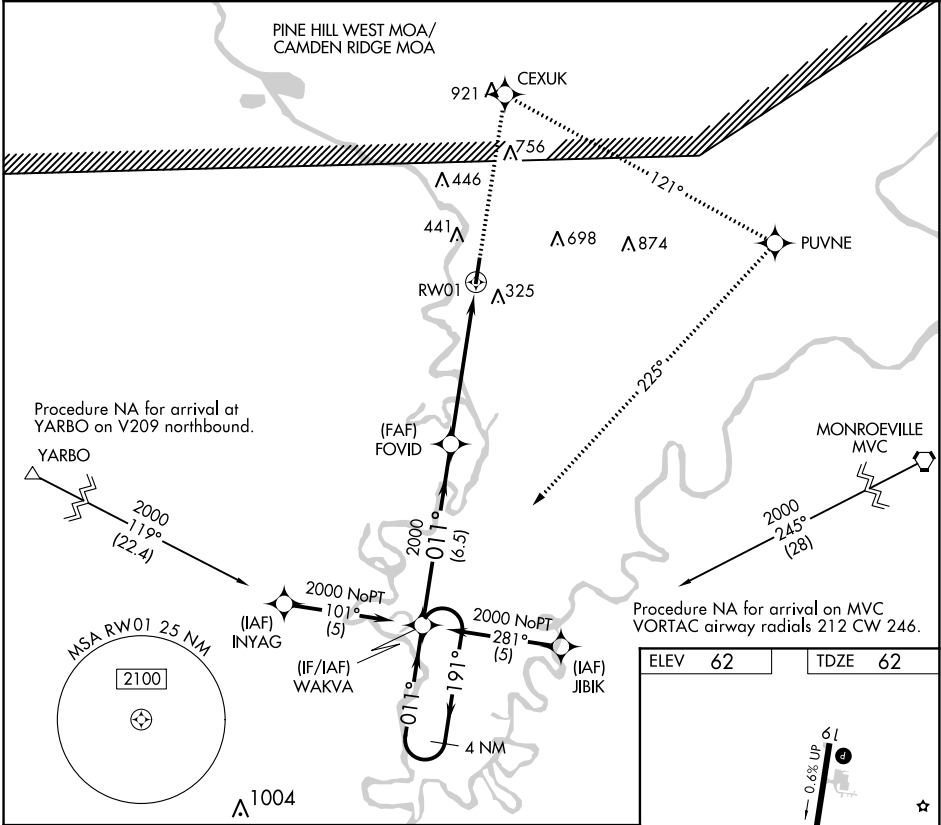 PINE HILL WEST MOA/
CAMDEN RIDGE MOA
CEXUK
921
756
446
121°
441
698
874
PUVNE
RW01
325
225°
Procedure NA for arrival at
YARBO on V209 northbound.
(FAF)
FOVID
MONROEVILLE
MVC
YARBO
2000
119°
(22.4)
2000
011°
(6.5)
2000
245°
(28)
2000 NoPT
101°
(5)
2000 NoPT
281°
(5)
(IAF)
INYAG
Procedure NA for arrival on MVC
VORTAC airway radials 212 CW 246.
MSA RW01 25 NM
2100
(IF/IAF)
WAKVA
191°
(IAF)
JIBIK
011°
4 NM
ELEV 62
TDZE 62
19
0.6% UP
P
1004